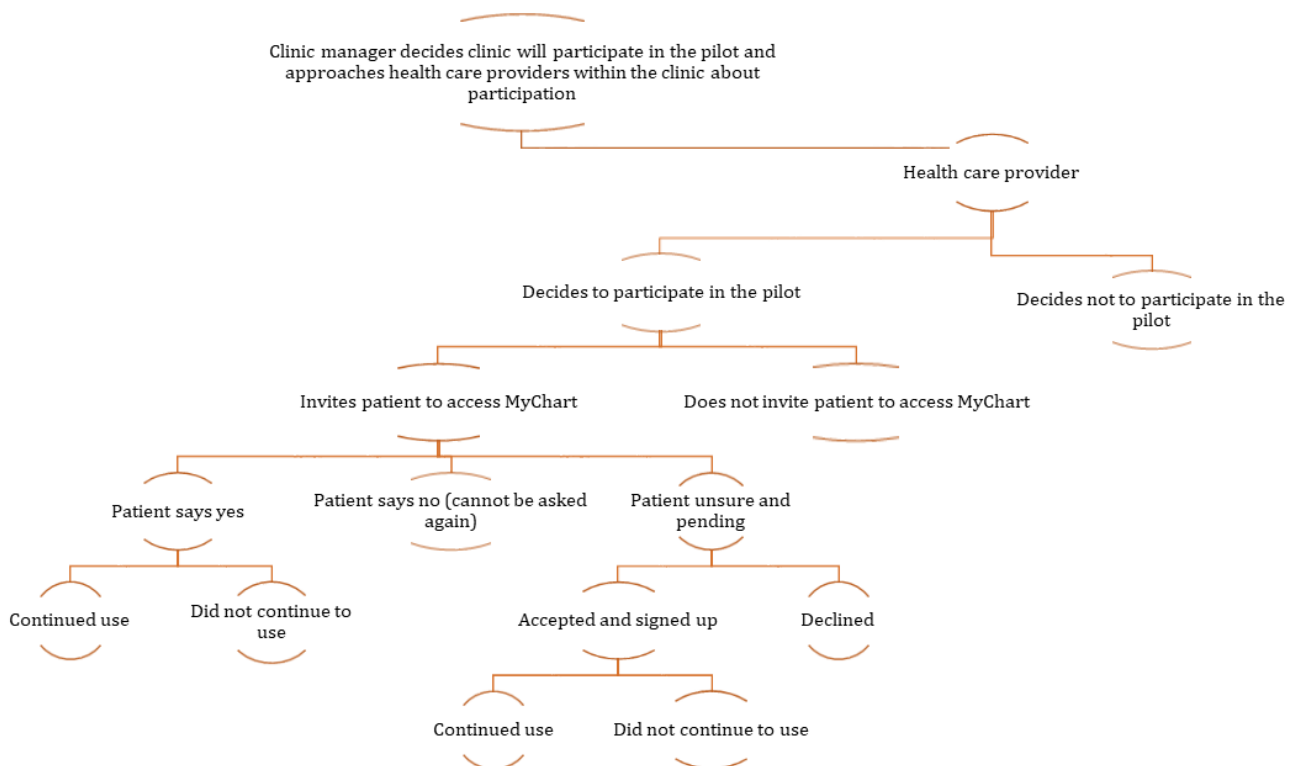 Clinic manager decides clinic will participate in the pilot and
approaches health care providers within the clinic about
participation
Health care provider
Decides to participate in the pilot
Decides not to participate in the
pilot
Invites patient to access MyChart
Does not invite patient to access MyChart
Patient says yes
Patient says no (cannot be asked
again)
Patient unsure and
pending
Continued use
Did not continue to
use
Accepted and signed up
Declined
Continued use
Did not continue to use